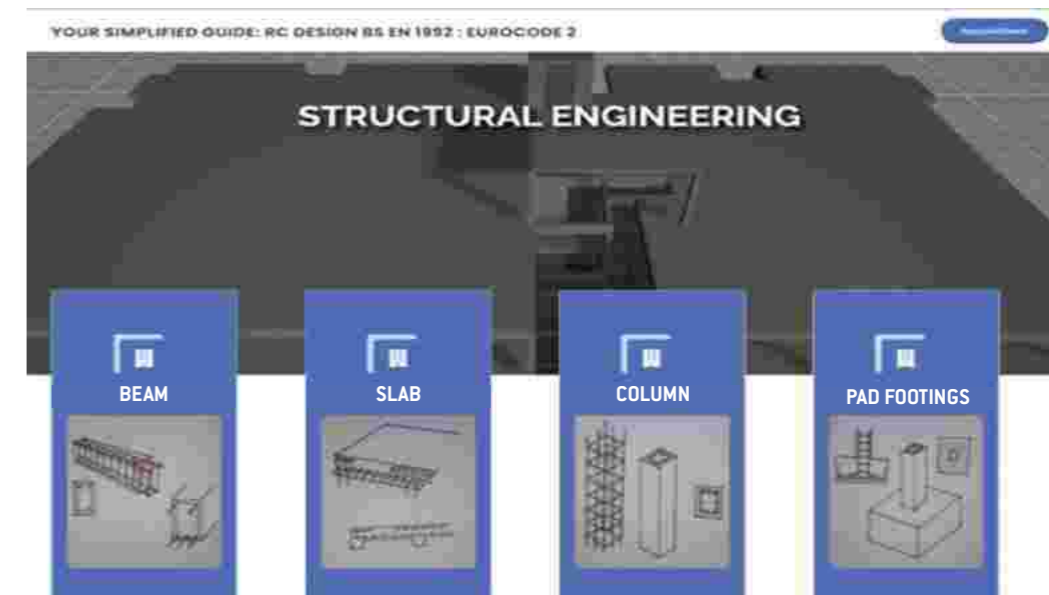 YOUR SIMPLIFIED GUIDE: RC DESIGN BS EN 1992 : EUROCODE 2
STRUCTURAL ENGINEERING
BEAM
SLAB
COLUMN
PAD FOOTINGS